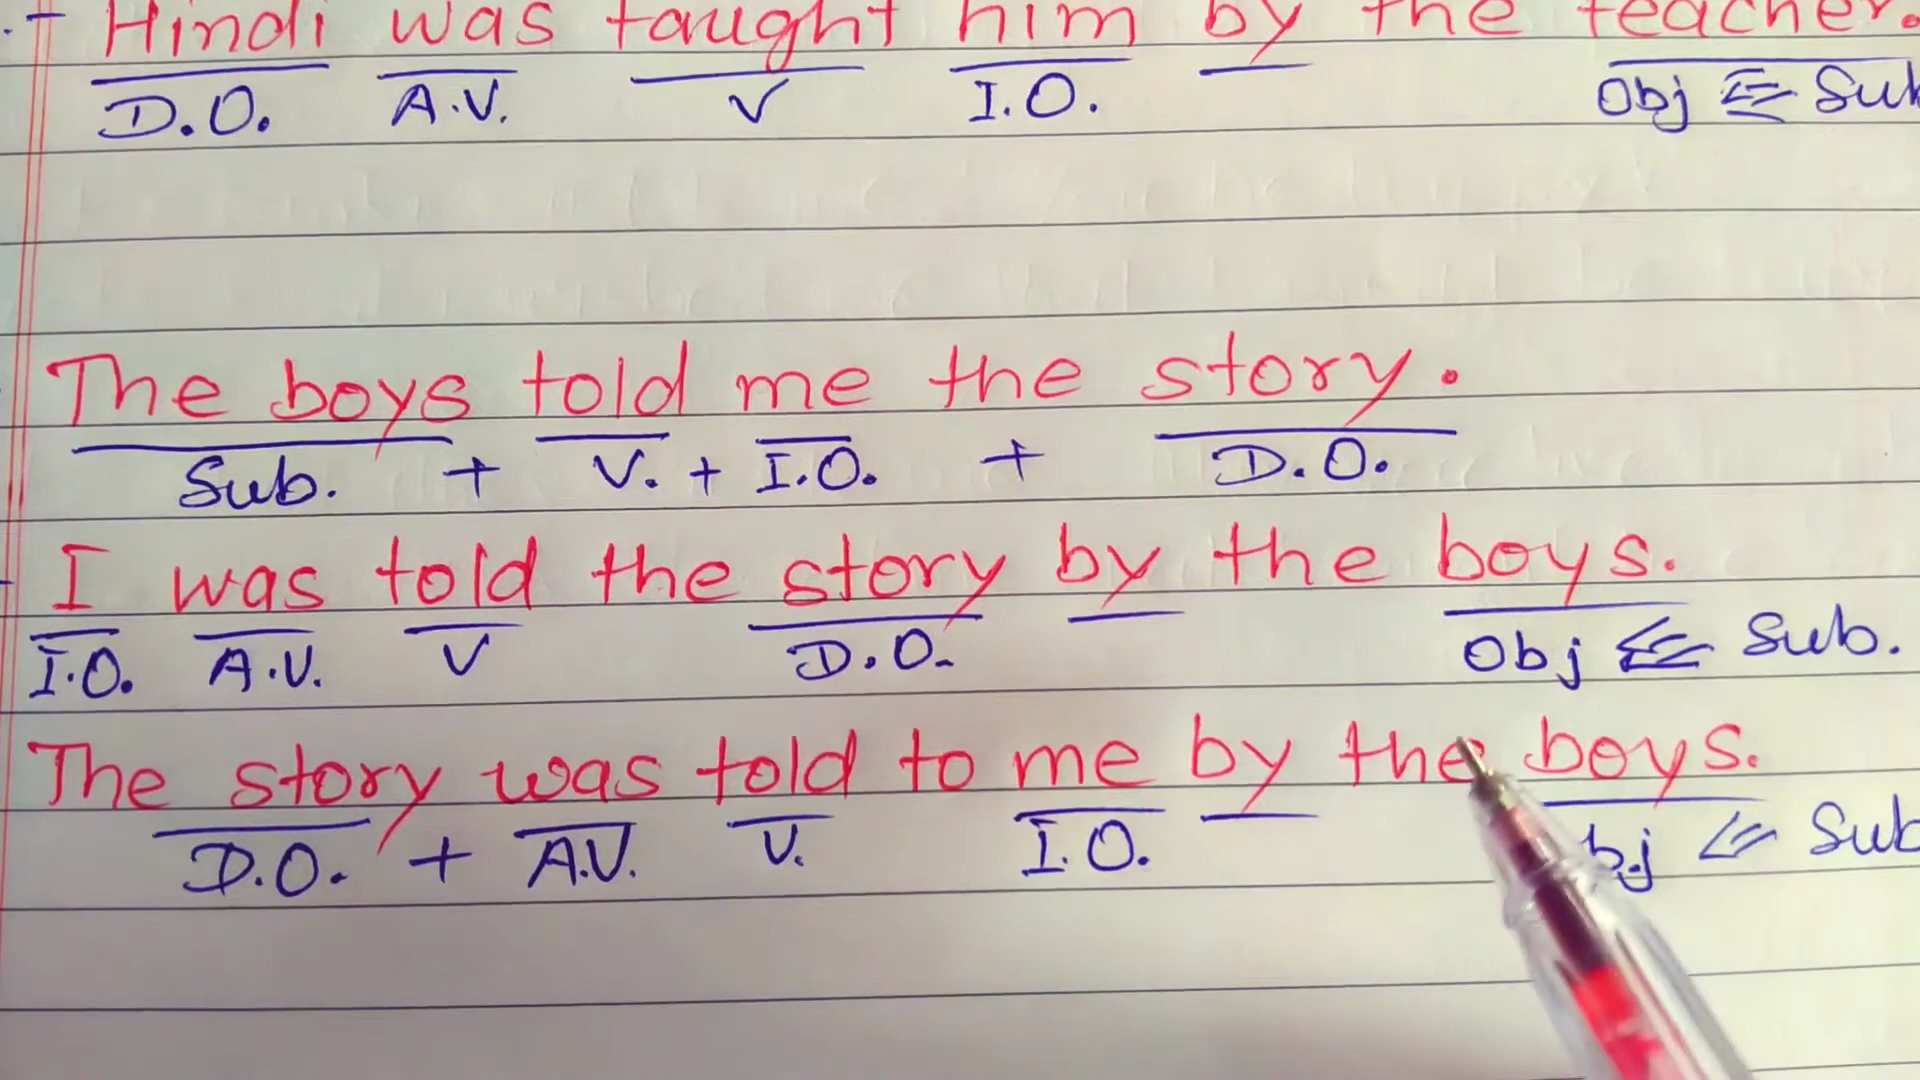 Hindi was taught him by the teacher.
D.O. A.V. V I.O. Obj ⇐ Sub
The boys told me the story.
Sub. + V. + I.O. + D.O.
I was told the story by the boys.
I.O. A.V. V D.O. Obj ⇐ Sub.
The story was told to me by the boys.
D.O. + A.V. V. I.O. bj ⇐ Sub